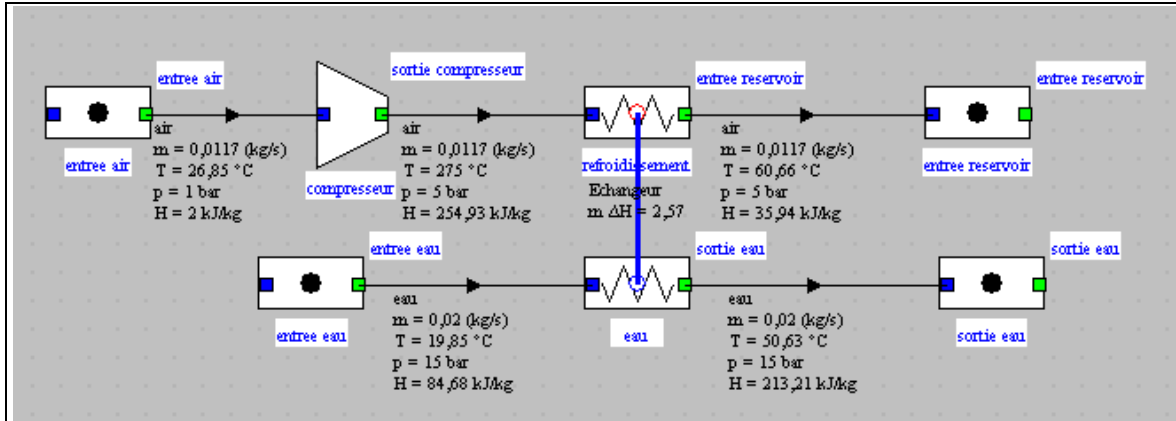 entree air
sortie compresseur
entree reservoir
entree reservoir
air
m = 0,0117 (kg/s)
T = 26,85 °C
p = 1 bar
H = 2 kJ/kg
entree air
compresseur
air
m = 0,0117 (kg/s)
T = 275 °C
p = 5 bar
H = 254,93 kJ/kg
refroidissement
Echangeur
m ΔH = 2,57
air
m = 0,0117 (kg/s)
T = 60,66 °C
p = 5 bar
H = 35,94 kJ/kg
entree reservoir
entrée eau
sortie eau
sortie eau
entree eau
eau
m = 0,02 (kg/s)
T = 19,85 °C
p = 15 bar
H = 84,68 kJ/kg
eau
eau
m = 0,02 (kg/s)
T = 50,63 °C
p = 15 bar
H = 213,21 kJ/kg
sortie eau